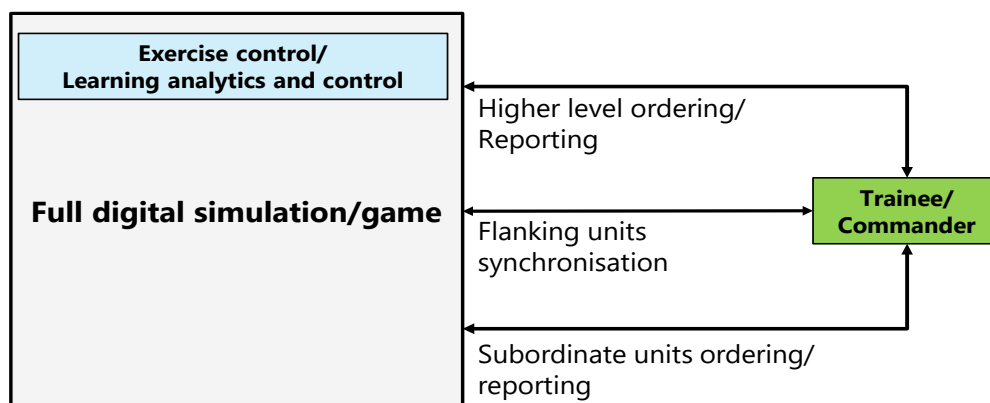 Exercise control/
Learning analytics and control
Higher level ordering/
Reporting
Full digital simulation/game
Trainee/
Commander
Flanking units
synchronisation
Subordinate units ordering/
reporting